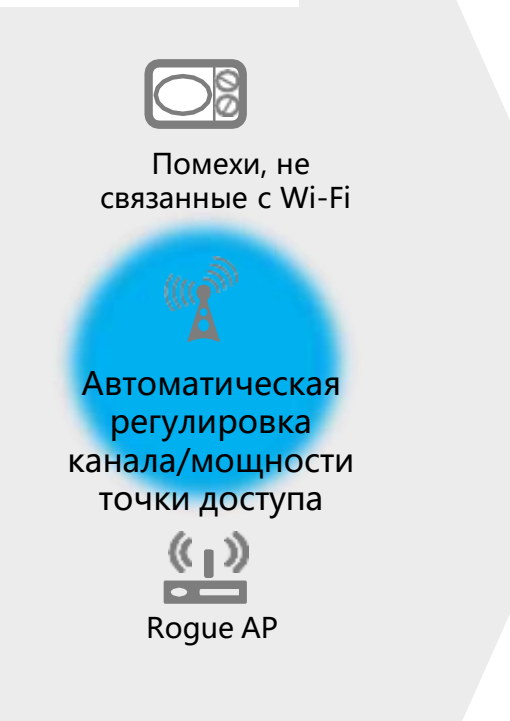 Помехи, не
связанные с Wi-Fi
Автоматическая
регулировка
канала/мощности
точки доступа
Rogue AP